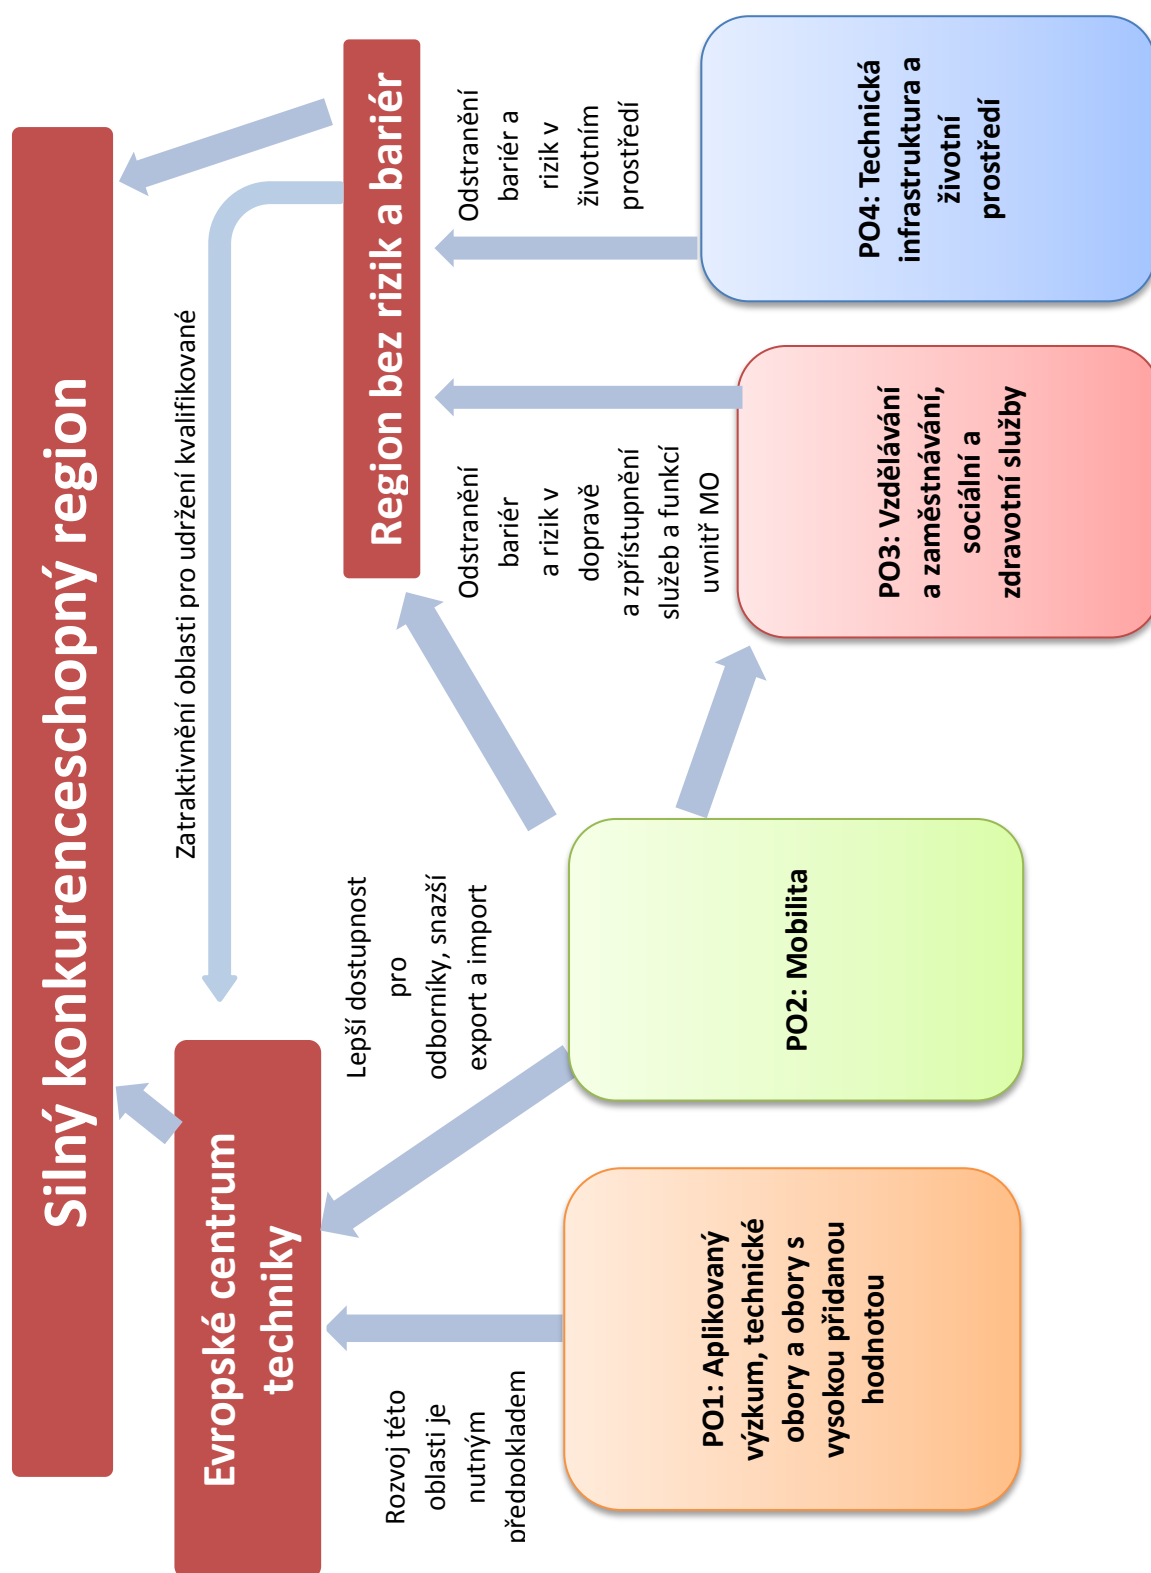 Silný konkurenceschopný region
Zatraktivnění oblasti pro udržení kvalifikované
Evropské centrum
techniky
Region bez rizik a bariér
Rozvoj této
oblasti je
nutným
předpokladem
Lepší dostupnost
pro
odborníky, snazší
export a import
Odstranění
bariér
a rizik v
dopravě
a zpřístupnění
služeb a funkcí
uvnitř MO
Odstranění
bariér a
rizik v
životním
prostředí
PO1: Aplikovaný
výzkum, technické
obory a obory s
vysokou přidanou
hodnotou
PO2: Mobilita
PO3: Vzdělávání
a zaměstnávání,
sociální a
zdravotní služby
PO4: Technická
infrastruktura a
životní
prostředí